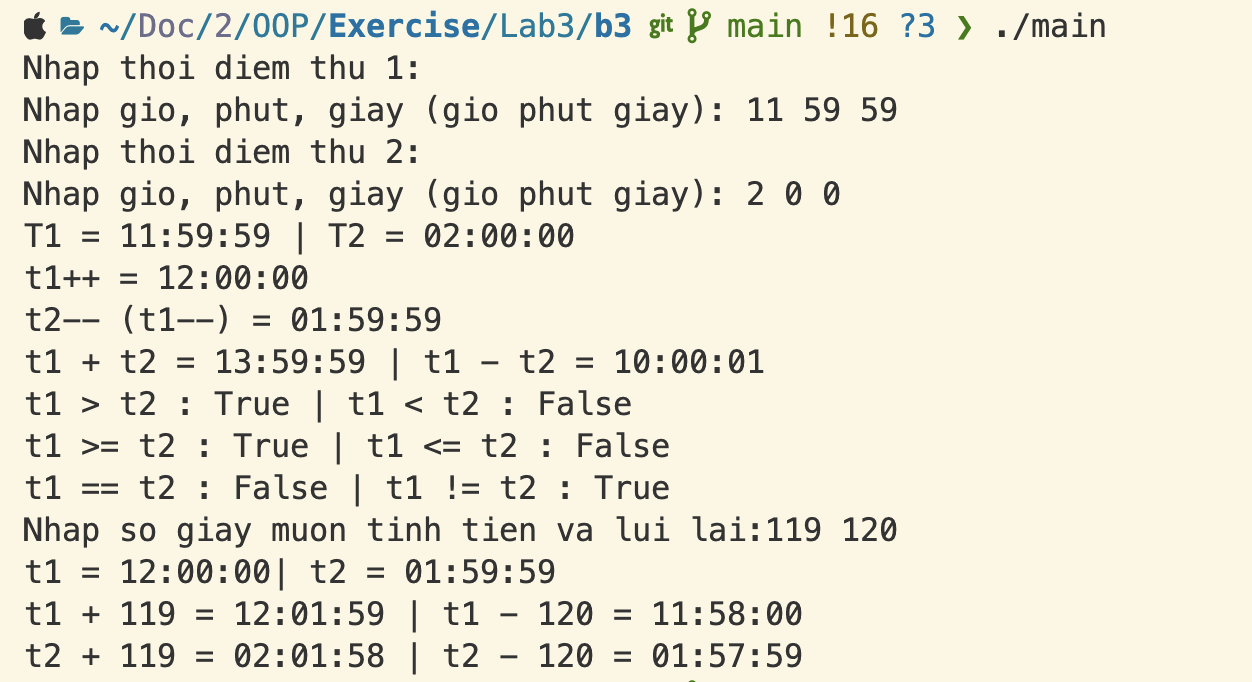 ~/Doc/2/OOP/Exercise/Lab3/b3 git main !16 ?3 ❯ ./main
Nhap thoi diem thu 1:
Nhap gio, phut, giay (gio phut giay): 11 59 59
Nhap thoi diem thu 2:
Nhap gio, phut, giay (gio phut giay): 2 0 0
T1 = 11:59:59 | T2 = 02:00:00
t1++ = 12:00:00
t2-- (t1--) = 01:59:59
t1 + t2 = 13:59:59 | t1 - t2 = 10:00:01
t1 > t2 : True | t1 < t2 : False
t1 >= t2 : True | t1 <= t2 : False
t1 == t2 : False | t1 != t2 : True
Nhap so giay muon tinh tien va lui lai:119 120
t1 = 12:00:00| t2 = 01:59:59
t1 + 119 = 12:01:59 | t1 - 120 = 11:58:00
t2 + 119 = 02:01:58 | t2 - 120 = 01:57:59